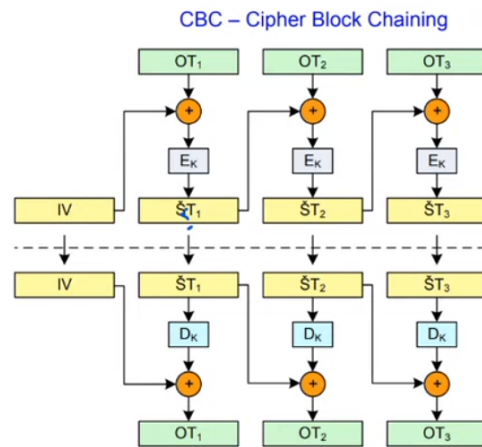 CBC – Cipher Block Chaining
OT1 OT2 OT3
+ + +
EK EK EK
IV ŠT1 ŠT2 ŠT3
IV ŠT1 ŠT2 ŠT3
DK DK DK
+ + +
OT1 OT2 OT3